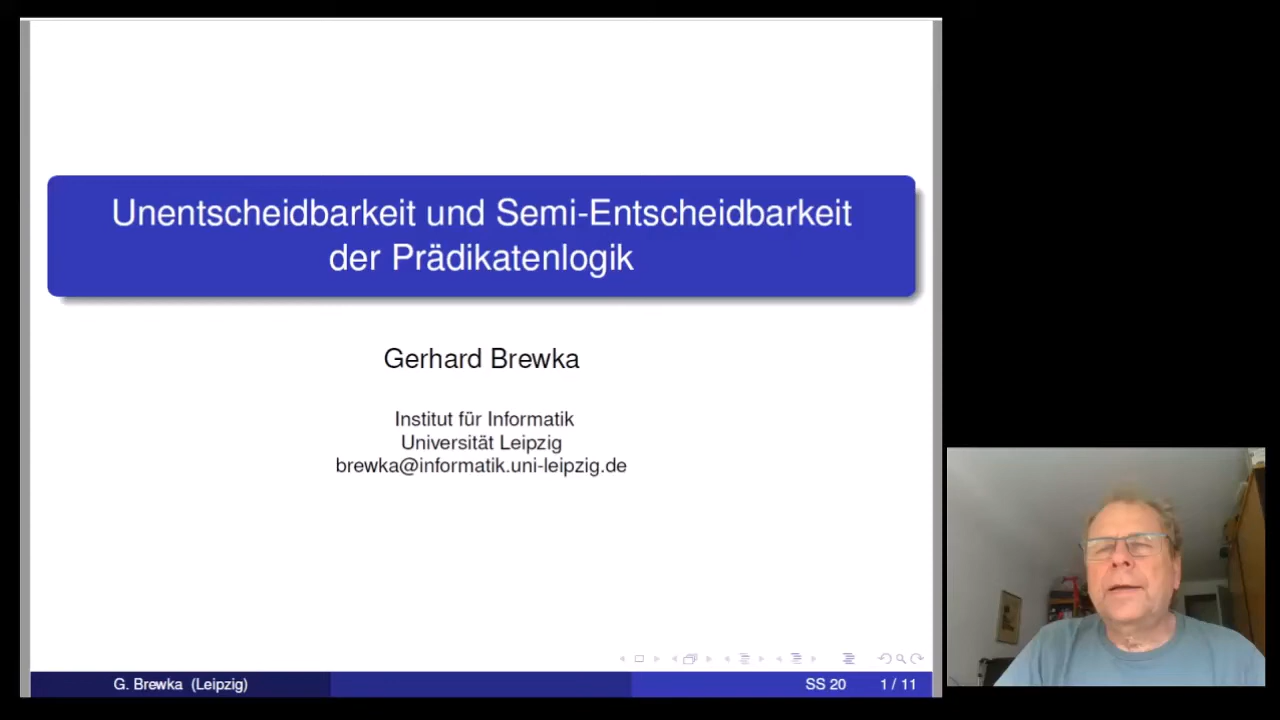 Unentscheidbarkeit und Semi-Entscheidbarkeit
der Prädikatenlogik
Gerhard Brewka
Institut für Informatik
Universität Leipzig
brewka@informatik.uni-leipzig.de
G. Brewka (Leipzig) SS 20 1 / 11